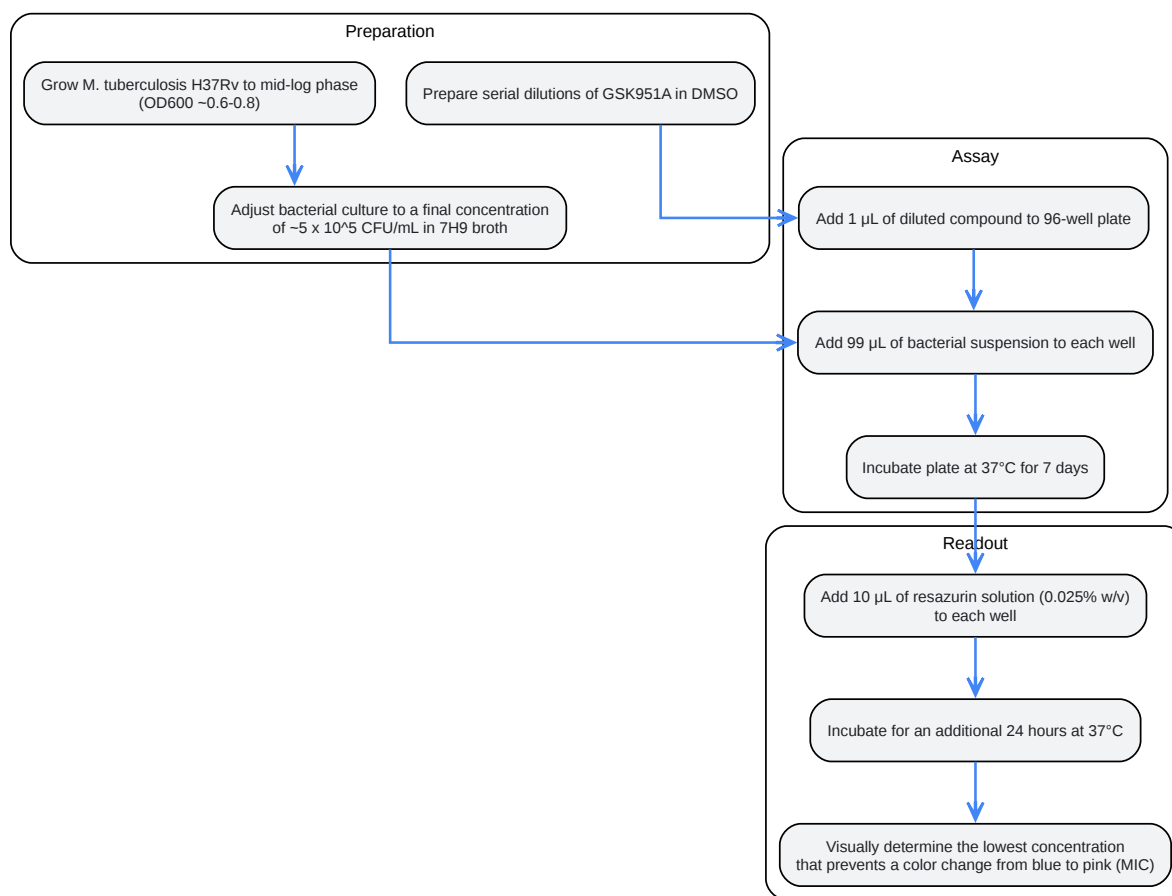 Preparation
Grow M. tuberculosis H37Rv to mid-log phase
(OD600 ~0.6-0.8)
Prepare serial dilutions of GSK951A in DMSO
Adjust bacterial culture to a final concentration
of ~5 x 10^5 CFU/mL in 7H9 broth
Assay
Add 1 μL of diluted compound to 96-well plate
Add 99 μL of bacterial suspension to each well
Incubate plate at 37°C for 7 days
Readout
Add 10 μL of resazurin solution (0.025% w/v)
to each well
Incubate for an additional 24 hours at 37°C
Visually determine the lowest concentration
that prevents a color change from blue to pink (MIC)